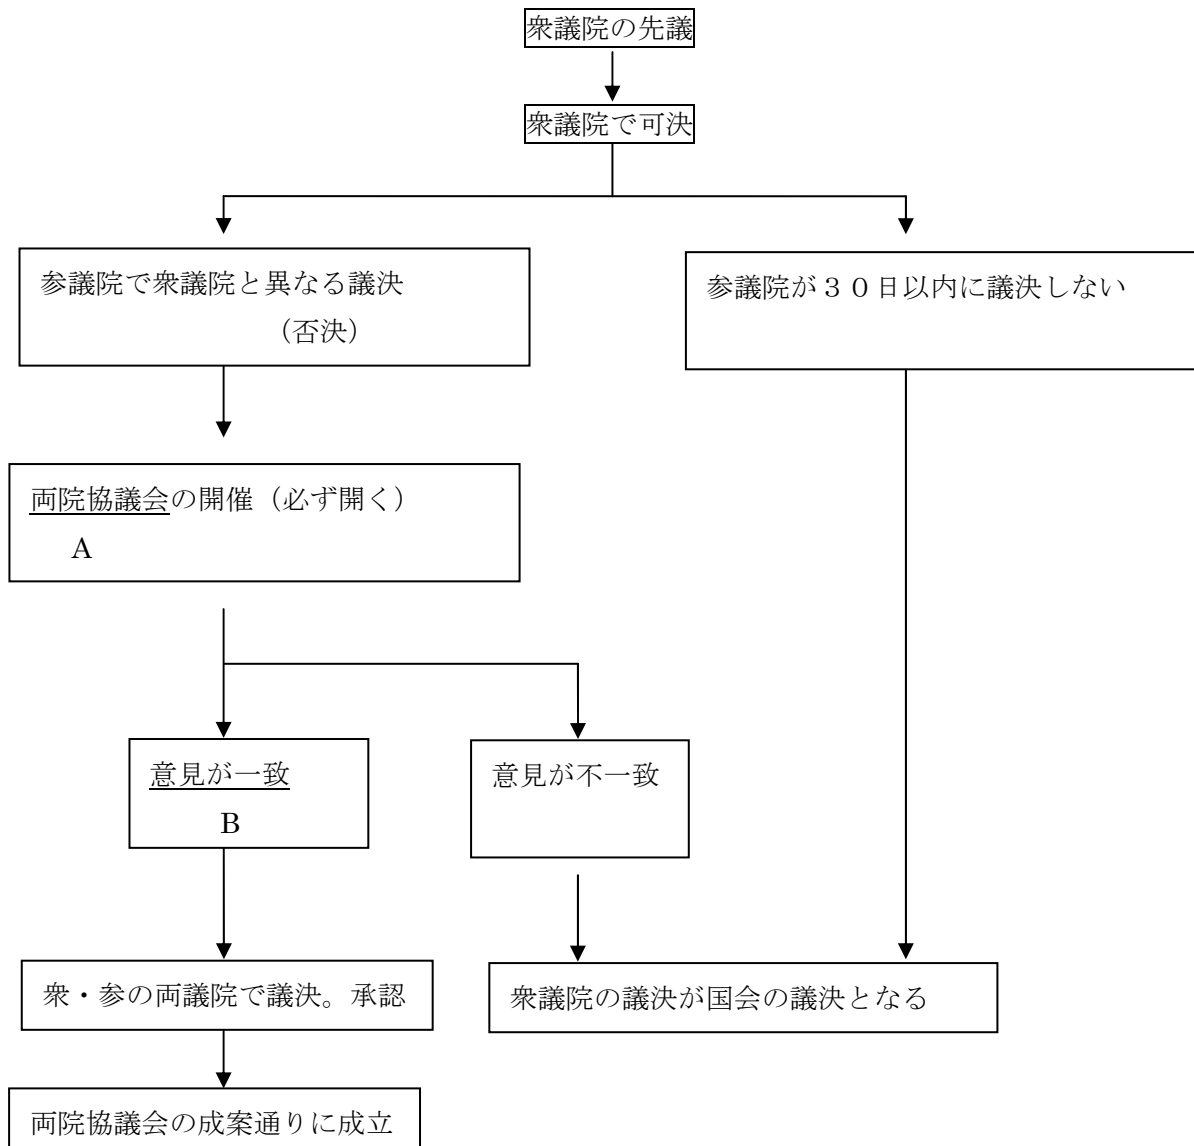 衆議院の先議
衆議院で可決
参議院で衆議院と異なる議決
（否決）
参議院が３０日以内に議決しない
両院協議会の開催（必ず開く）
A
意見が一致
B
意見が不一致
衆・参の両議院で議決。承認
衆議院の議決が国会の議決となる
両院協議会の成案通りに成立